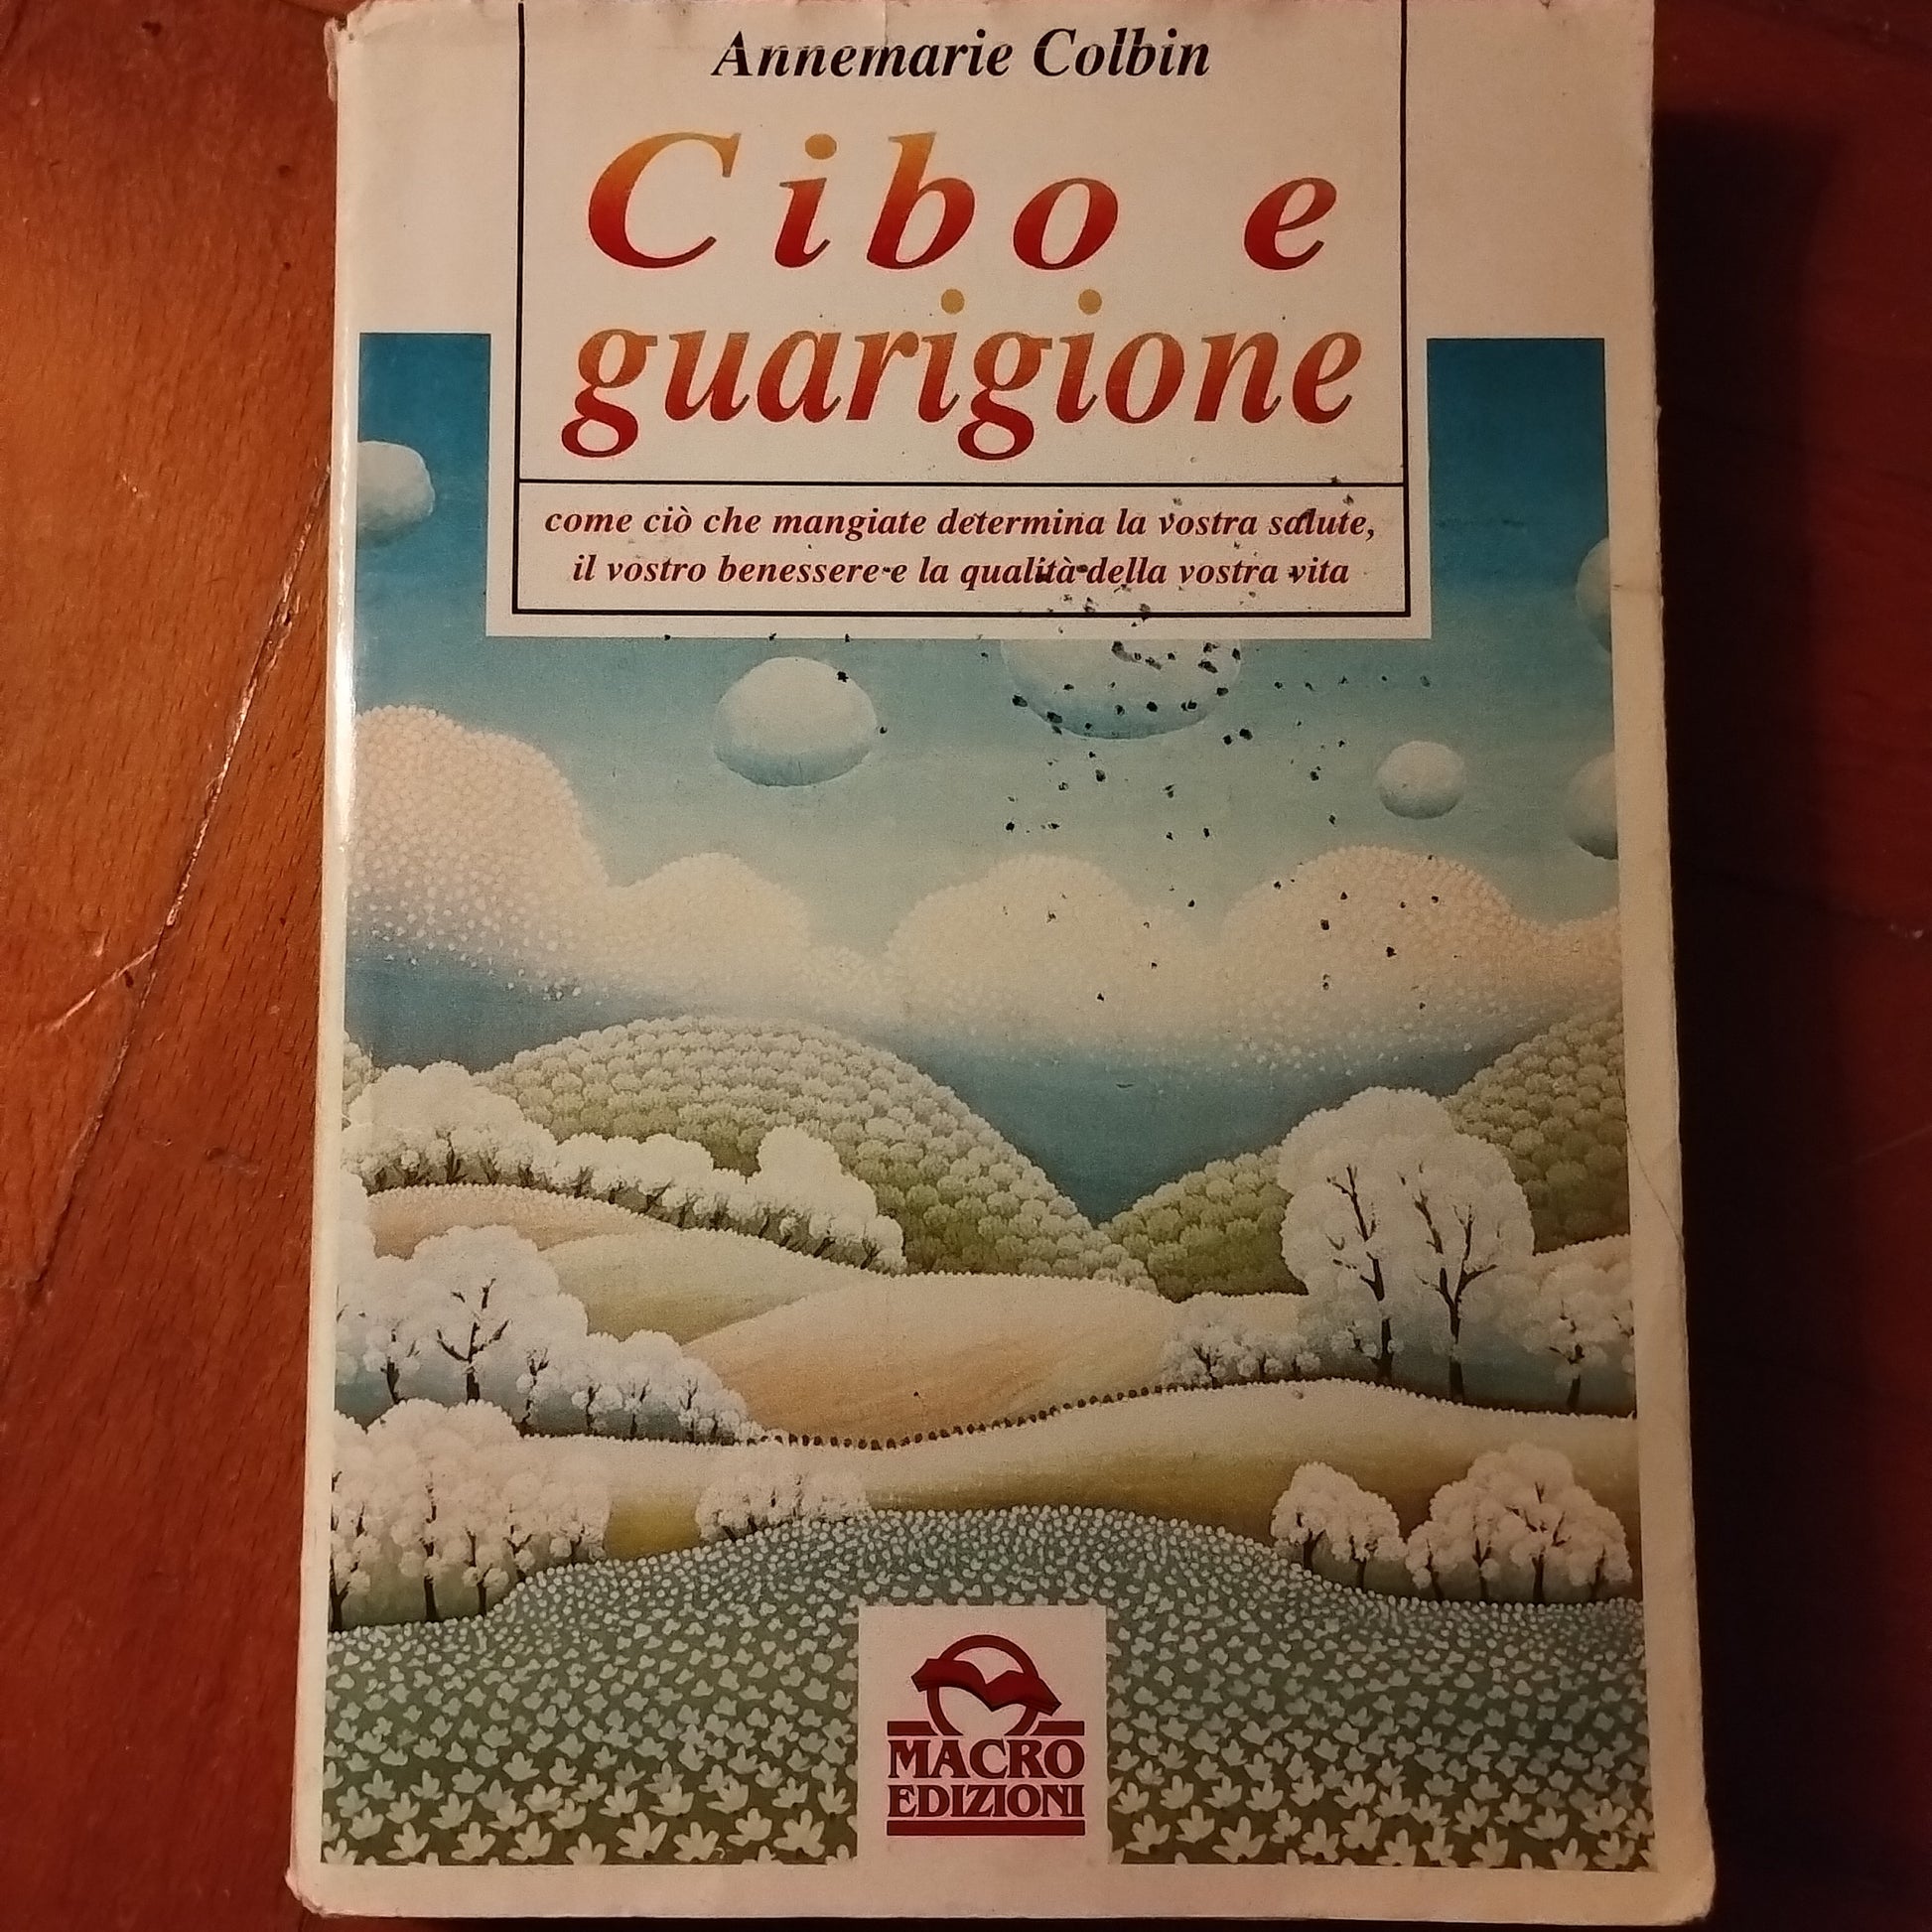 Annemarie Colbin
Cibo e
guarigione
come ciò che mangiate determina la vostra salute,
il vostro benessere e la qualità della vostra vita
MACRO
EDIZIONI